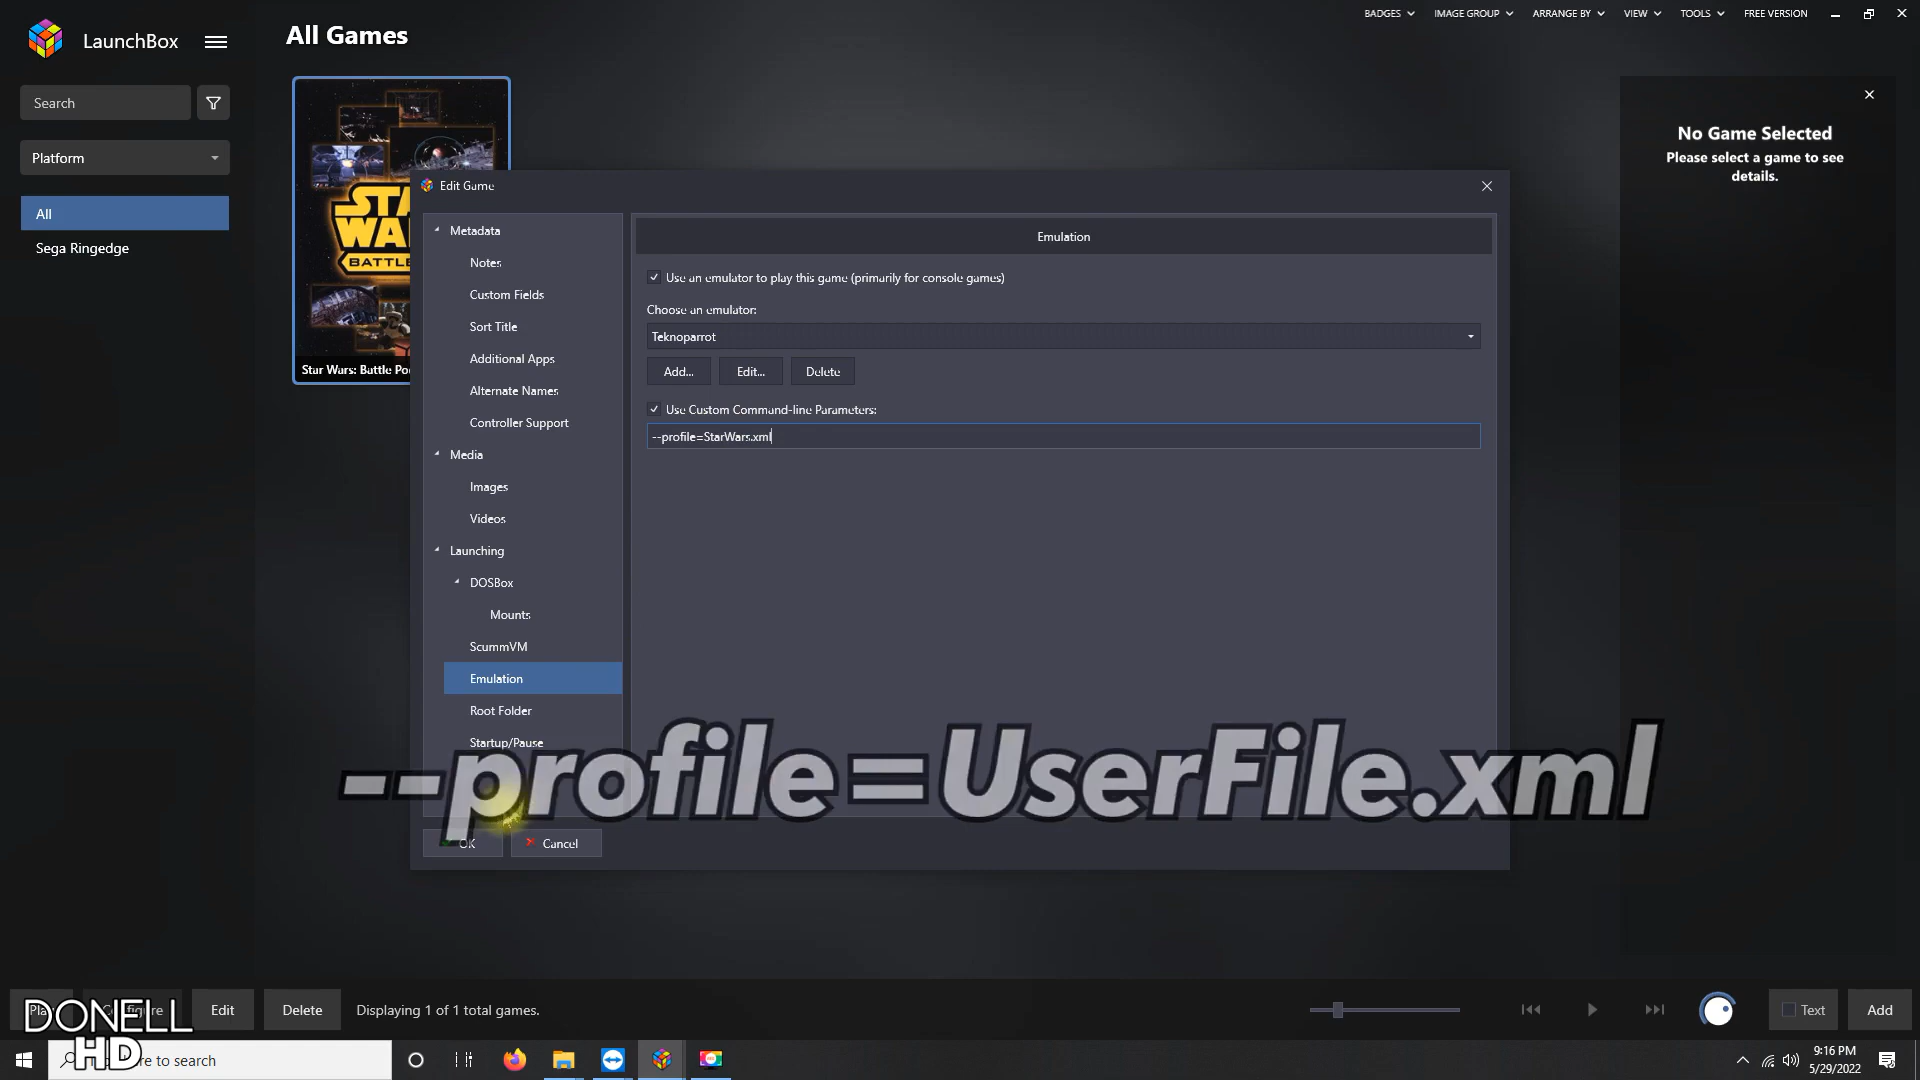 LaunchBox
All Games
BADGES
IMAGE GROUP
ARRANGE BY
VIEW
TOOLS
FREE VERSION
Search
Platform
All
Sega Ringedge
STAR WARS
BATTLE
Star Wars: Battle Po
No Game Selected
Please select a game to see
details.
Edit Game
Metadata
Notes
Custom Fields
Sort Title
Additional Apps
Alternate Names
Controller Support
Media
Images
Videos
Launching
DOSBox
Mounts
ScummVM
Emulation
Root Folder
Startup/Pause
Emulation
Use an emulator to play this game (primarily for console games)
Choose an emulator:
Teknoparrot
Add...
Edit...
Delete
Use Custom Command-line Parameters:
--profile=StarWars.xml
--profile=UserFile.xml
OK
Cancel
Edit
Delete
Displaying 1 of 1 total games.
Text
Add
DONELL
HD
here to search
9:16 PM
5/29/2022